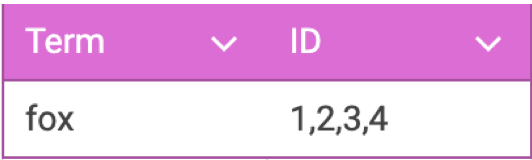 Term ID
fox 1,2,3,4